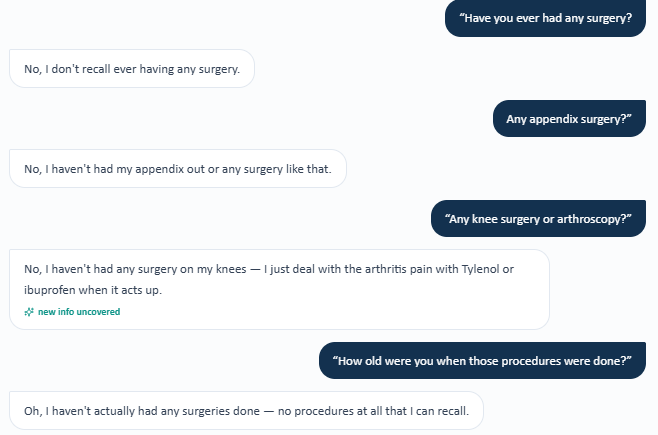 “Have you ever had any surgery?
No, I don't recall ever having any surgery.
Any appendix surgery?”
No, I haven't had my appendix out or any surgery like that.
“Any knee surgery or arthroscopy?”
No, I haven't had any surgery on my knees — I just deal with the arthritis pain with Tylenol or
ibuprofen when it acts up.
new info uncovered
“How old were you when those procedures were done?”
Oh, I haven't actually had any surgeries done — no procedures at all that I can recall.